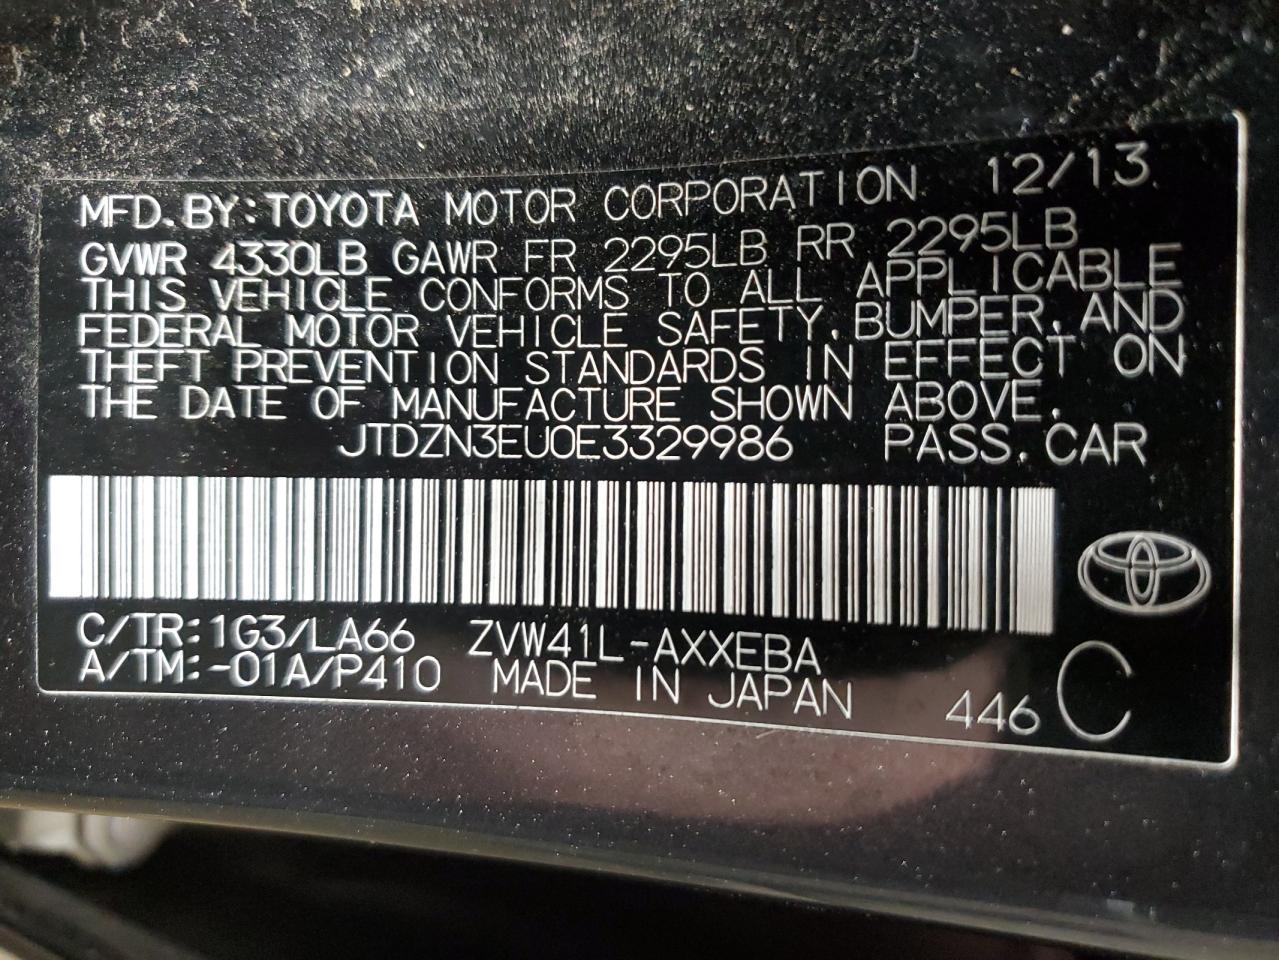 MFD. BY: TOYOTA MOTOR CORPORATION 12/13
GVWR 4330LB GAWR FR 2295LB RR 2295LB
THIS VEHICLE CONFORMS TO ALL APPLICABLE
FEDERAL MOTOR VEHICLE SAFETY, BUMPER, AND
THEFT PREVENTION STANDARDS IN EFFECT ON
THE DATE OF MANUFACTURE SHOWN ABOVE.
JTDZN3EU0E3329986 PASS. CAR
C/TR: 1G3/LA66 ZVW41L-AXXEBA
A/TM: -01A/P410 MADE IN JAPAN 446 C